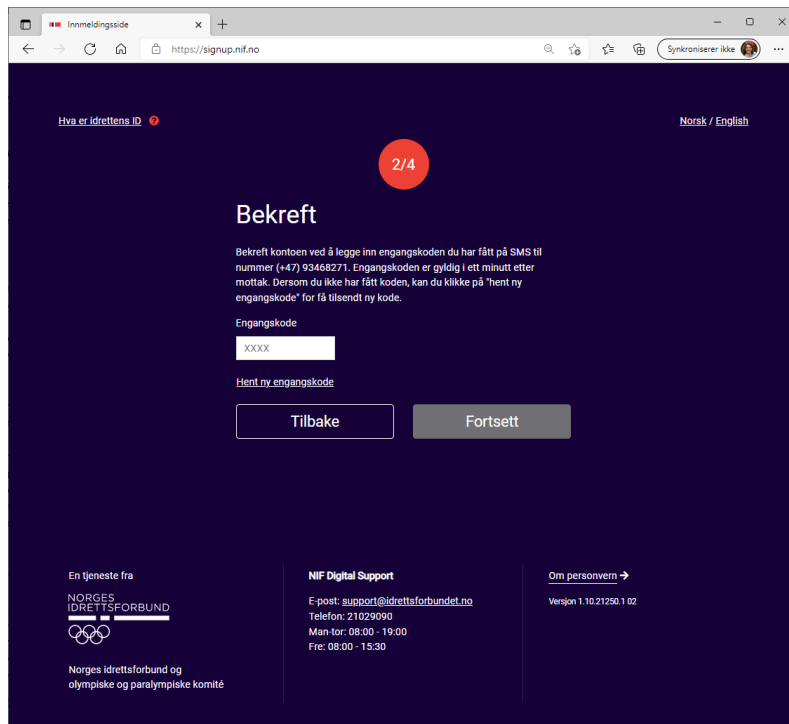 Innmeldingsside
https://signup.nif.no
Synkroniserer ikke
Hva er idrettens ID ?
Norsk / English
2/4
Bekreft
Bekreft kontoen ved å legge inn engangskoden du har fått på SMS til
nummer (+47) 93468271. Engangskoden er gyldig i ett minutt etter
mottak. Dersom du ikke har fått koden, kan du klikke på "hent ny
engangskode" for få tilsendt ny kode.
Engangskode
XXXX
Hent ny engangskode
Tilbake
Fortsett
En tjeneste fra
NORGES
IDRETTSFORBUND
Norges idrettsforbund og
olympiske og paralympiske komité
NIF Digital Support
E-post: support@idrettsforbundet.no
Telefon: 21029090
Man-tor: 08:00 - 19:00
Fre: 08:00 - 15:30
Om personvern →
Versjon 1.10.21250.1 02